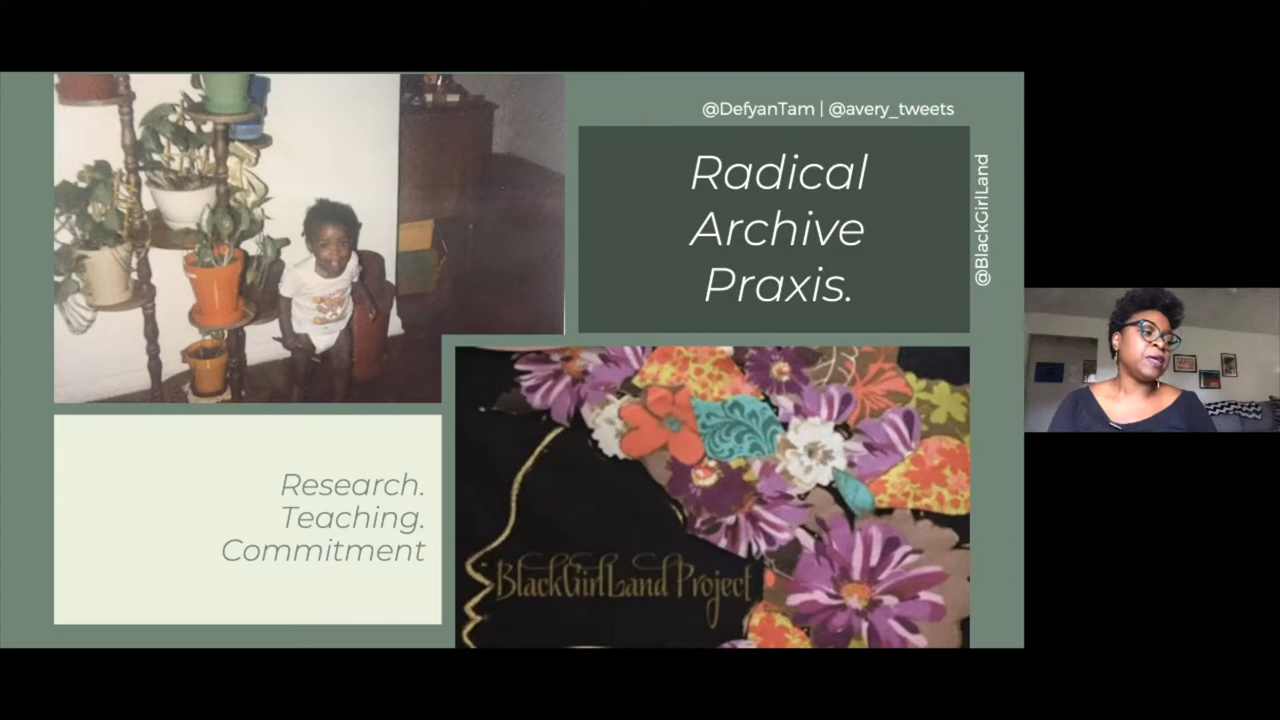 @DefyanTam | @avery_tweets
Radical
Archive
Praxis.
@BlackGirlLand
Research.
Teaching.
Commitment
BlackGirlLand Project